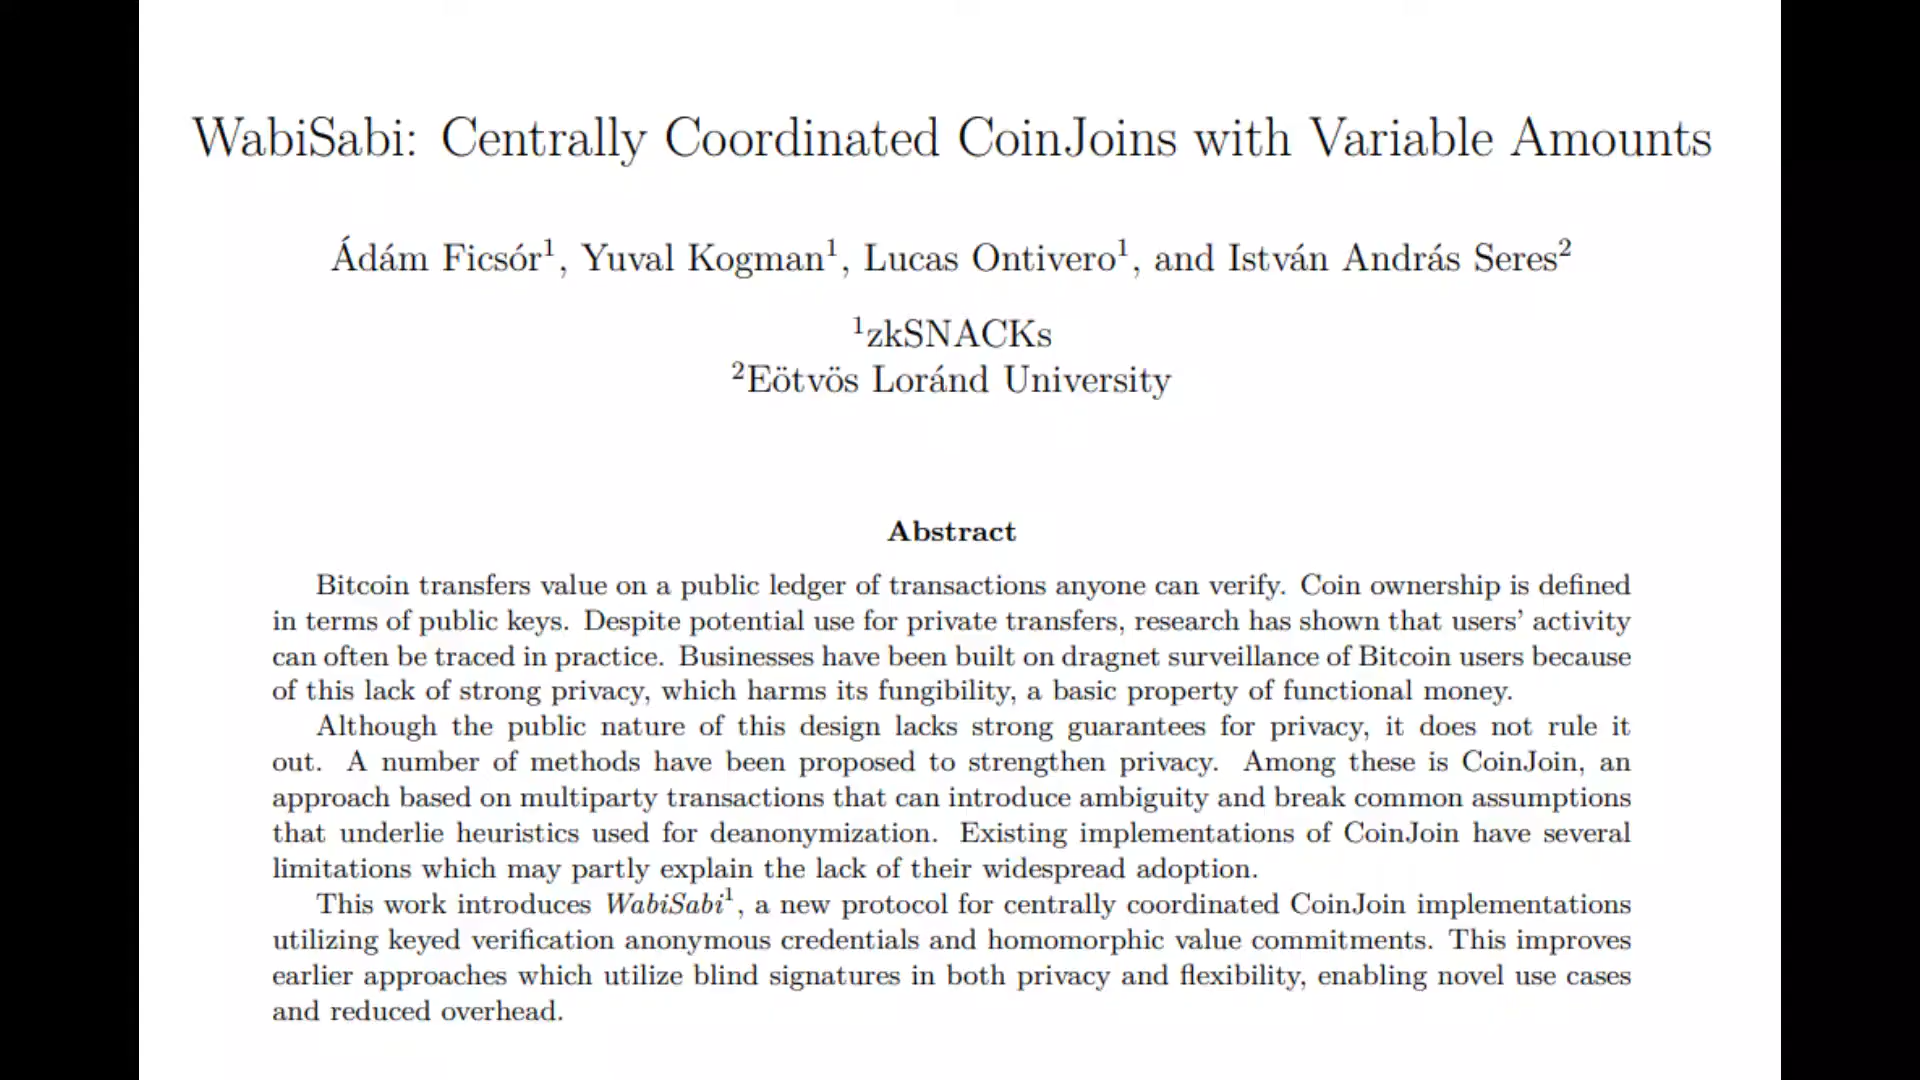 WabiSabi: Centrally Coordinated CoinJoins with Variable Amounts
Ádám Ficsór¹, Yuval Kogman¹, Lucas Ontivero¹, and István András Seres²
¹zkSNACKs
²Eötvös Loránd University
Abstract
Bitcoin transfers value on a public ledger of transactions anyone can verify. Coin ownership is defined
in terms of public keys. Despite potential use for private transfers, research has shown that users’ activity
can often be traced in practice. Businesses have been built on dragnet surveillance of Bitcoin users because
of this lack of strong privacy, which harms its fungibility, a basic property of functional money.
Although the public nature of this design lacks strong guarantees for privacy, it does not rule it
out. A number of methods have been proposed to strengthen privacy. Among these is CoinJoin, an
approach based on multiparty transactions that can introduce ambiguity and break common assumptions
that underlie heuristics used for deanonymization. Existing implementations of CoinJoin have several
limitations which may partly explain the lack of their widespread adoption.
This work introduces WabiSabi¹, a new protocol for centrally coordinated CoinJoin implementations
utilizing keyed verification anonymous credentials and homomorphic value commitments. This improves
earlier approaches which utilize blind signatures in both privacy and flexibility, enabling novel use cases
and reduced overhead.